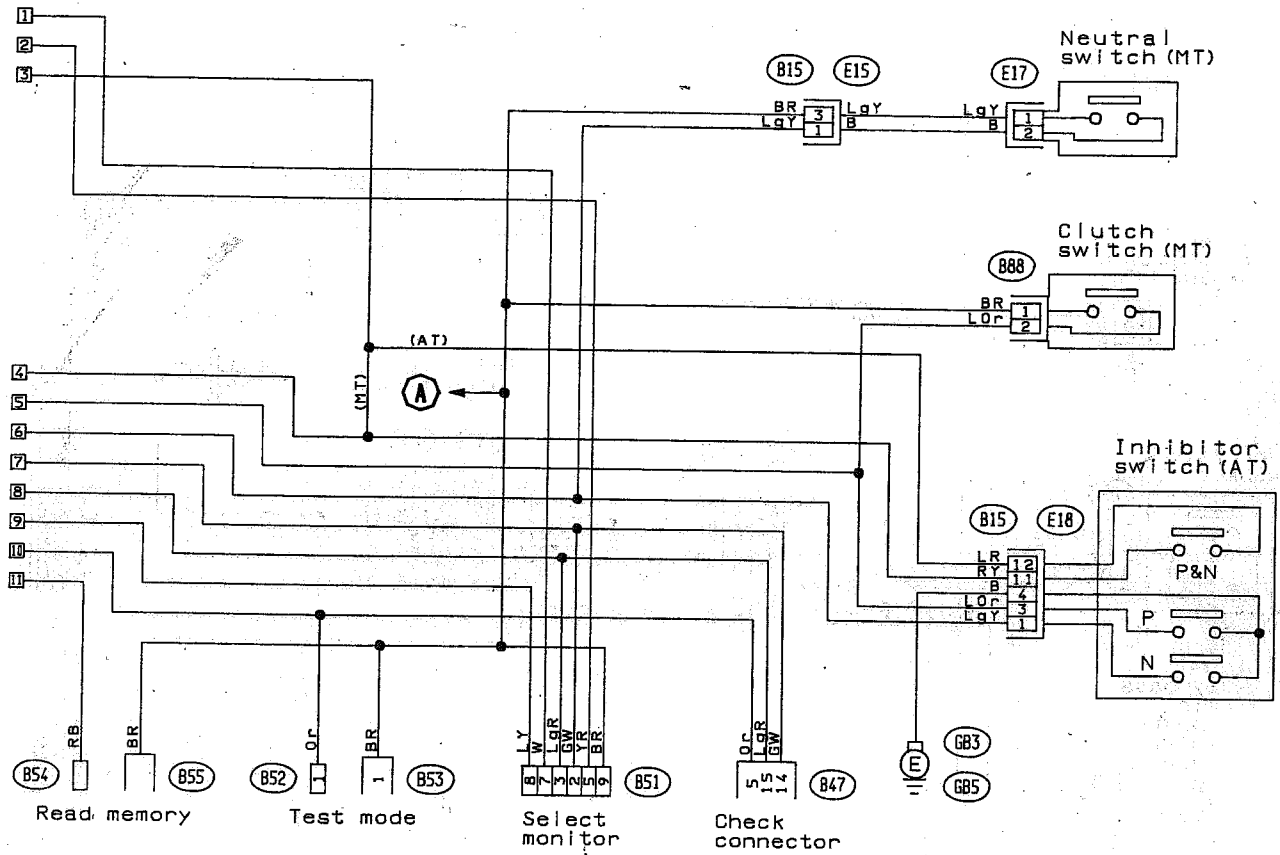 1
2
3
Neutral
switch (MT)
B15
E15
E17
BR
3
LgY
LgY
1
LgY
1
B
B
2
Clutch
switch (MT)
B88
BR
1
LOr
2
(AT)
(MT)
A
4
5
6
7
8
9
10
11
Inhibitor
switch (AT)
B15
E18
LR
12
RY
11
B
4
LOr
3
LgY
1
P&N
P
N
RB
BR
Or
BR
LY
W
LgR
GW
YR
BR
Or
LgR
GW
B54
B55
B52
1
1
B53
8
7
3
2
5
9
B51
5
15
14
B47
E
GB3
GB5
Read memory
Test mode
Select
monitor
Check
connector